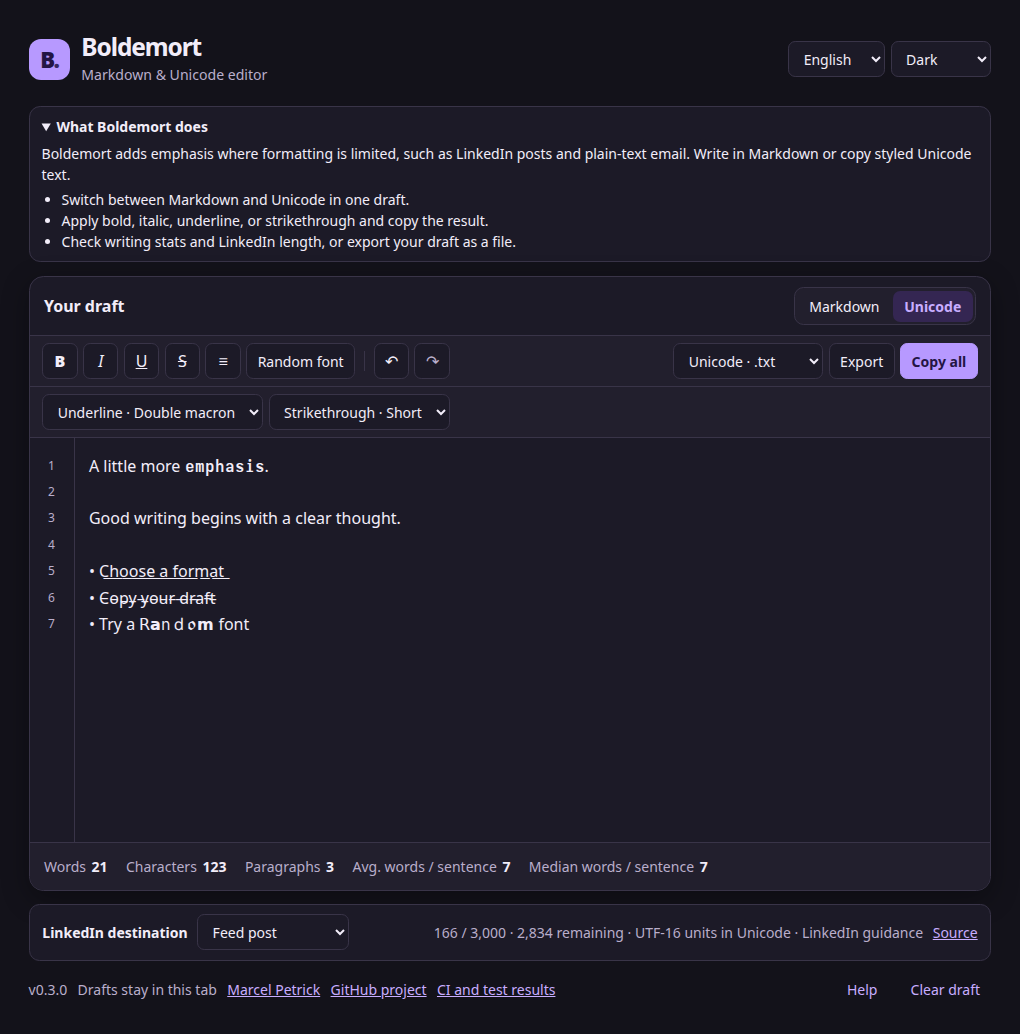 B.
Boldemort
Markdown & Unicode editor
English
Dark
▼ What Boldemort does
Boldemort adds emphasis where formatting is limited, such as LinkedIn posts and plain-text email. Write in Markdown or copy styled Unicode
text.
• Switch between Markdown and Unicode in one draft.
• Apply bold, italic, underline, or strikethrough and copy the result.
• Check writing stats and LinkedIn length, or export your draft as a file.
Your draft
Markdown Unicode
B I U S ≡ Random font ↶ ↷ Unicode · .txt Export Copy all
Underline · Double macron Strikethrough · Short
1 A little more emphasis.
2
3 Good writing begins with a clear thought.
4
5 • Choose a format
6 • Copy your draft
7 • Try a Random font
Words 21 Characters 123 Paragraphs 3 Avg. words / sentence 7 Median words / sentence 7
LinkedIn destination Feed post 166 / 3,000 · 2,834 remaining · UTF-16 units in Unicode · LinkedIn guidance Source
v0.3.0 Drafts stay in this tab Marcel Petrick GitHub project CI and test results Help Clear draft